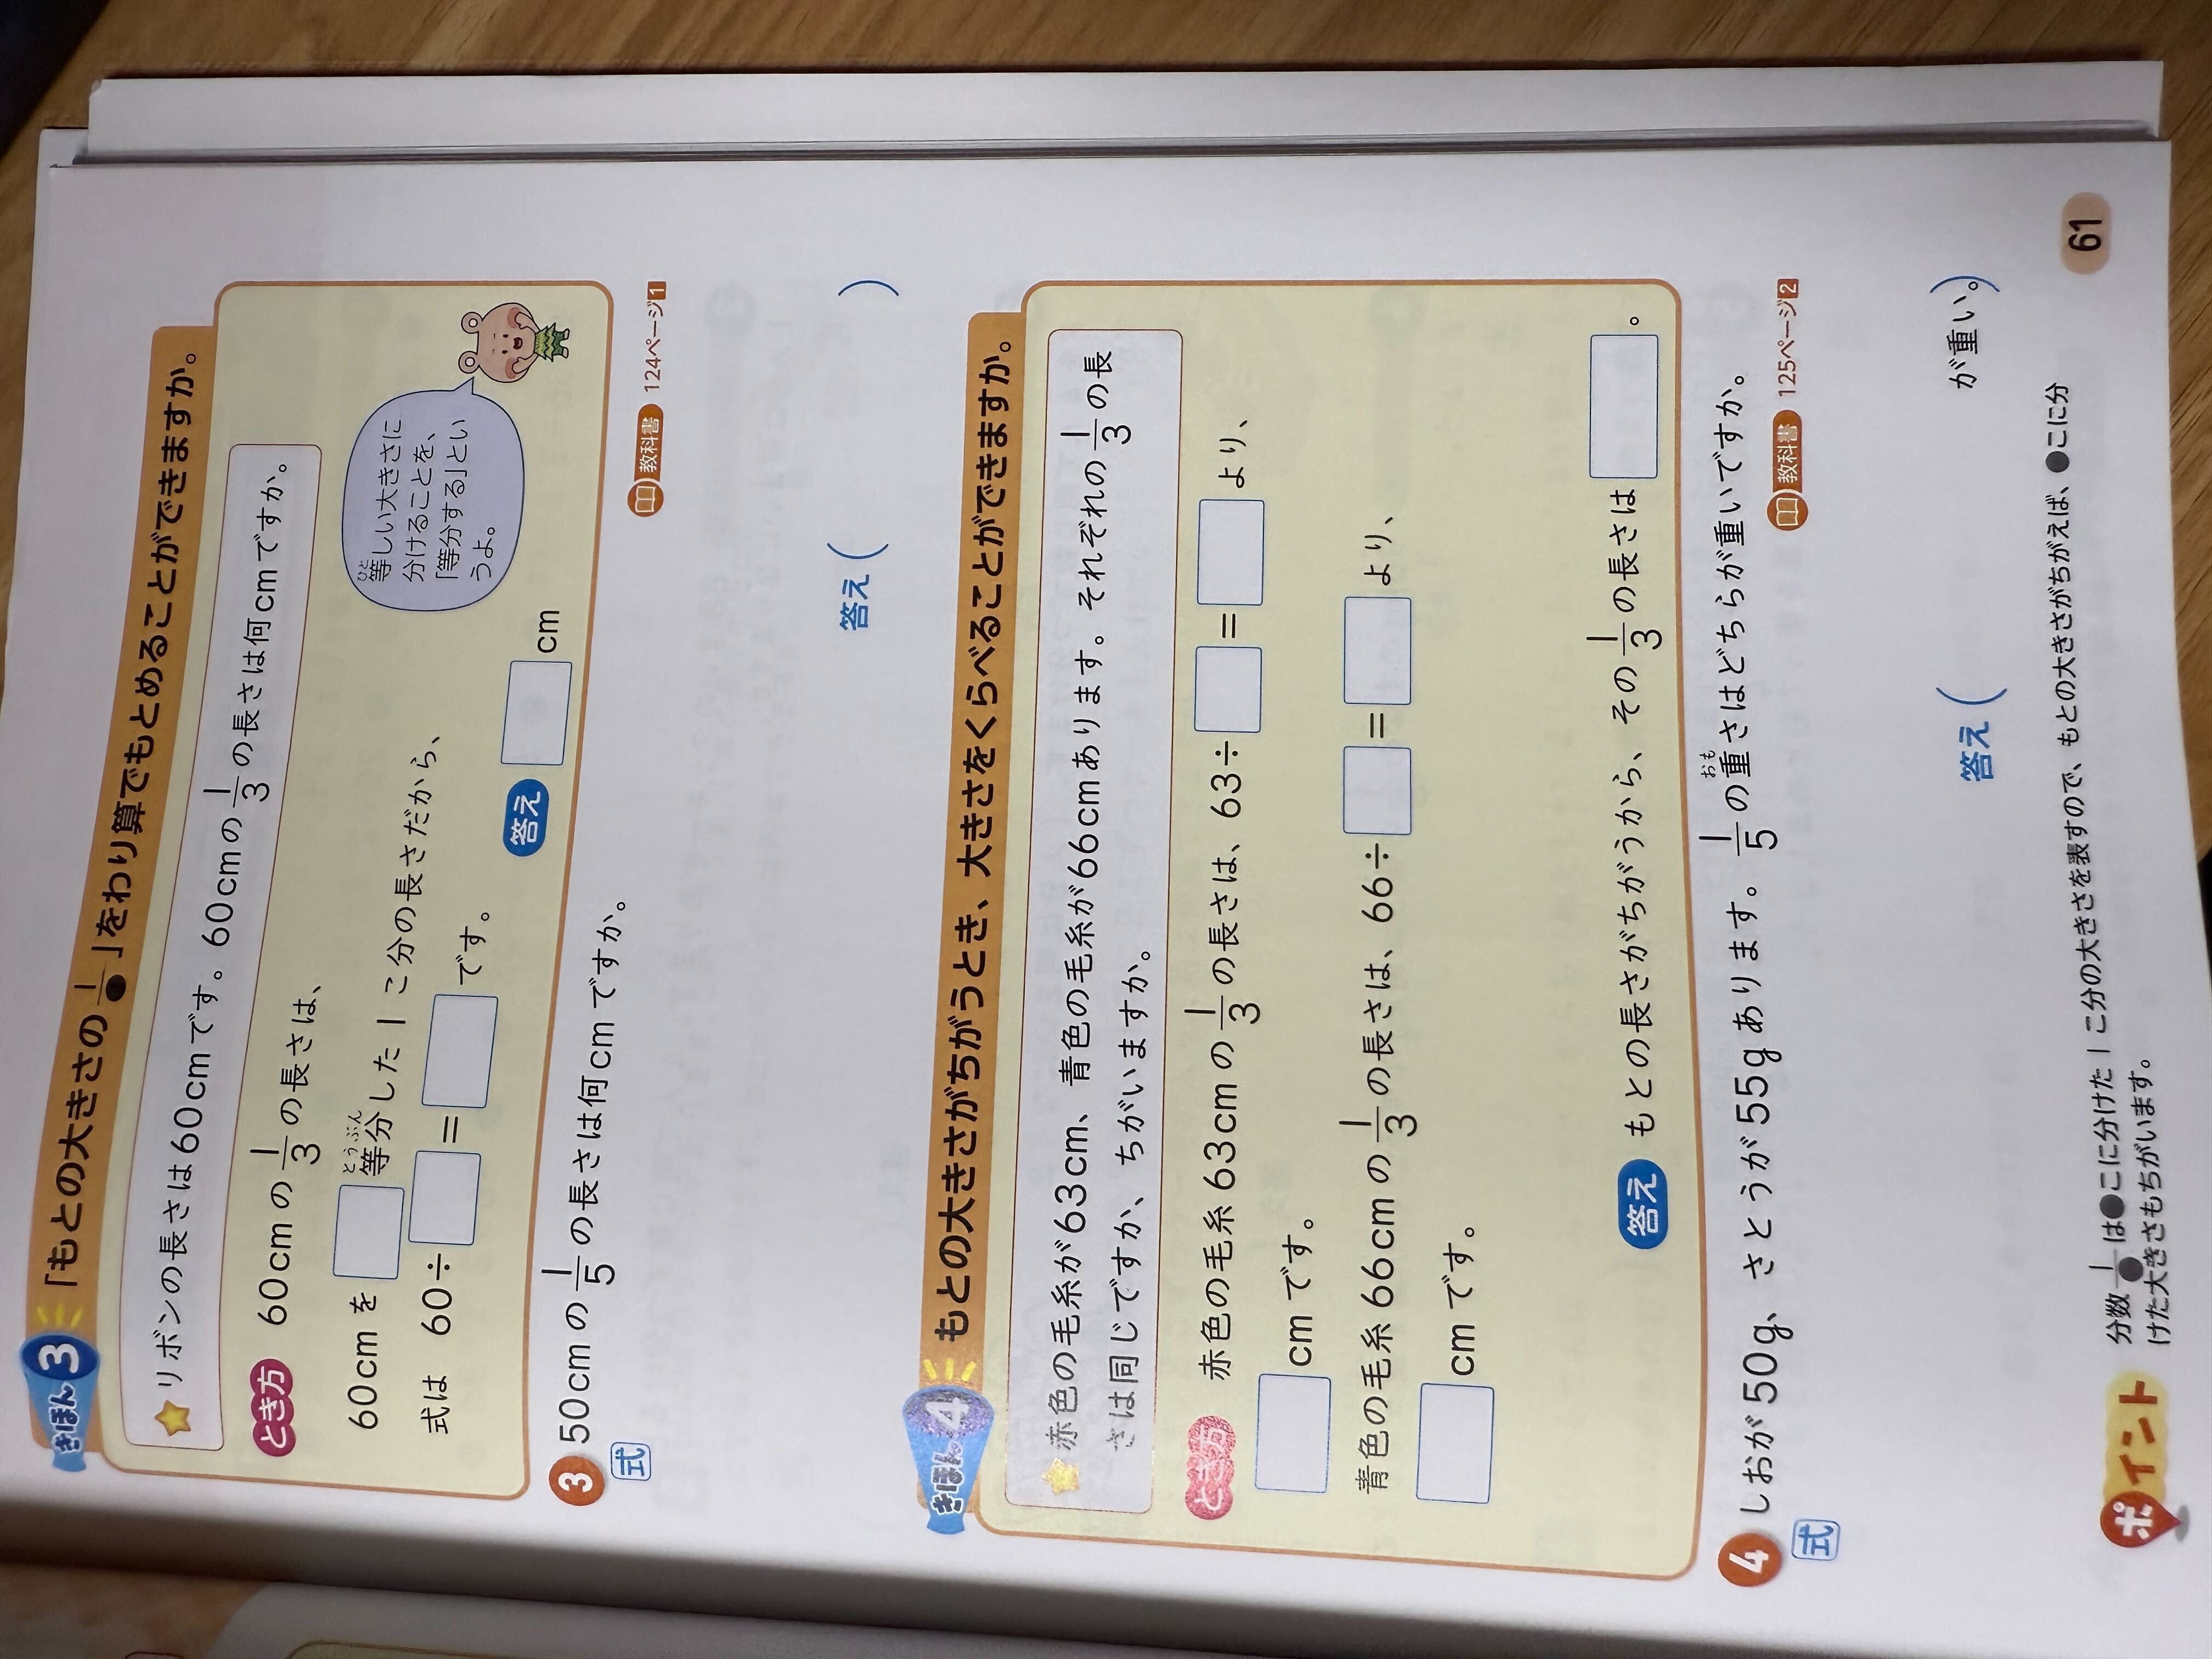 きほん3 「もとの大きさの1/●」をわり算でもとめることができますか。
リボンの長さは60cmです。60cmの1/3の長さは何cmですか。
とき方 60cmの1/3の長さは、
60cmを□等分した1こ分の長さだから、
とうぶん
式は 60÷□=□です。
等しい大きさに
ひと
分けることを、
「等分する」とい
うよ。
答え □cm
3 50cmの1/5の長さは何cmですか。
教科書 124ページ1
式
答え( )
きほん4 もとの大きさがちがうとき、大きさをくらべることができますか。
赤色の毛糸が63cm、青色の毛糸が66cmあります。それぞれの1/3の長
さは同じですか、ちがいますか。
とき方 赤色の毛糸63cmの1/3の長さは、63÷□=□より、
□cmです。
青色の毛糸66cmの1/3の長さは、66÷□=□より、
□cmです。
答え もとの長さがちがうから、その1/3の長さは□。
4 しおが50g、さとうが55gあります。1/5の重さはどちらが重いですか。
おも
教科書 125ページ2
式
答え( が重い。)
ポイント 分数1/●は●こに分けた1こ分の大きさを表すので、もとの大きさがちがえば、●こに分
けた大きさもちがいます。
61